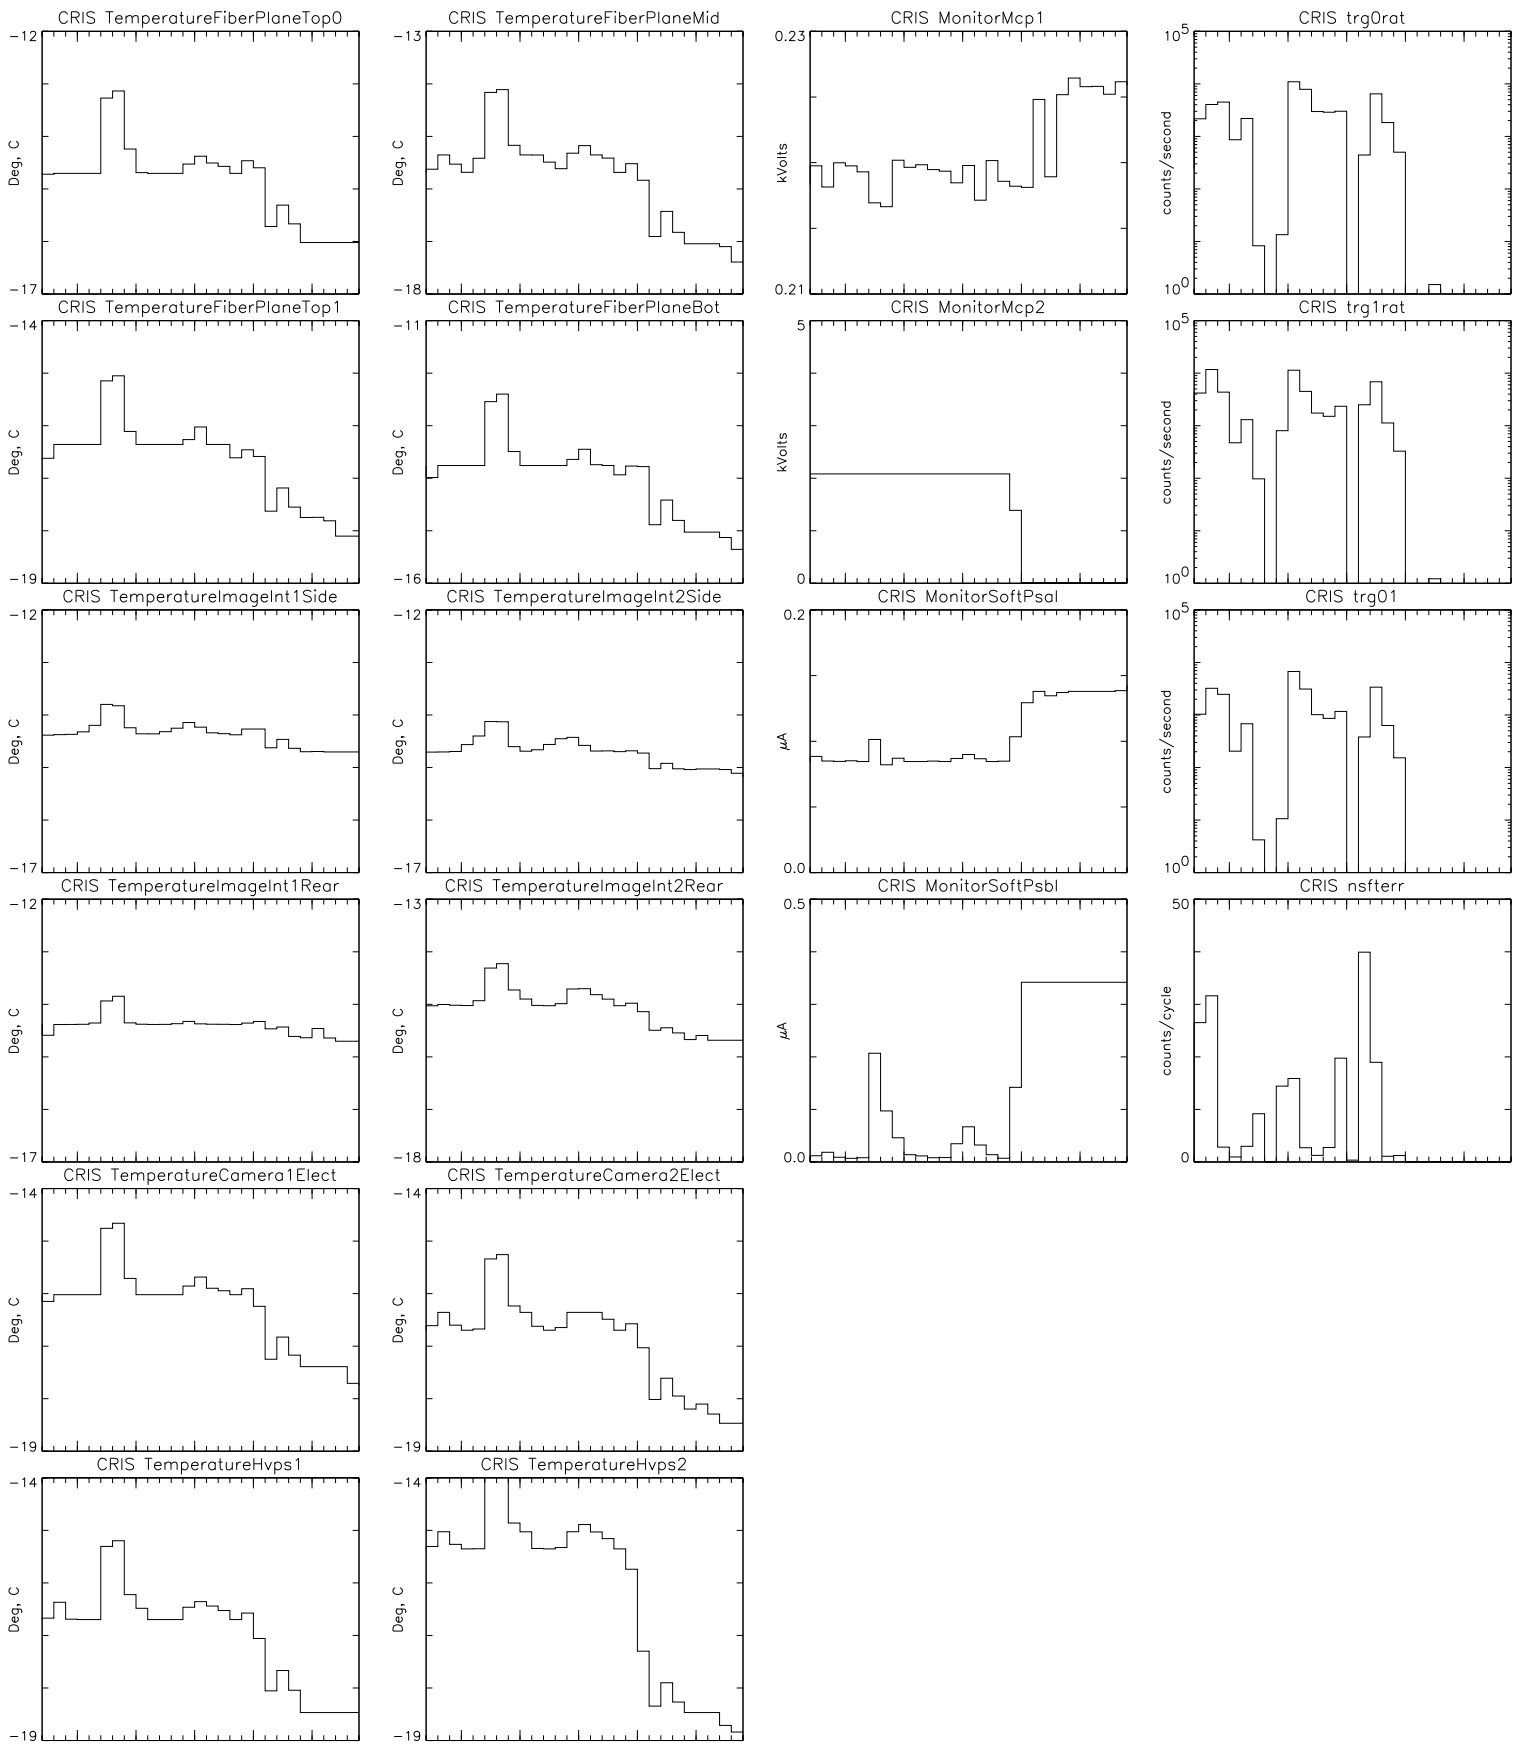 CRIS TemperatureFiberPlaneTop0
-12
Deg, C
-17
CRIS TemperatureFiberPlaneMid
-13
Deg, C
-18
CRIS MonitorMcp1
0.23
kVolts
0.21
CRIS trg0rat
10^5
counts/second
10^0
CRIS TemperatureFiberPlaneTop1
-14
Deg, C
-19
CRIS TemperatureFiberPlaneBot
-11
Deg, C
-16
CRIS MonitorMcp2
5
kVolts
0
CRIS trg1rat
10^5
counts/second
10^0
CRIS TemperatureImageInt1Side
-12
Deg, C
-17
CRIS TemperatureImageInt2Side
-12
Deg, C
-17
CRIS MonitorSoftPsaI
0.2
μA
0.0
CRIS trg01
10^5
counts/second
10^0
CRIS TemperatureImageInt1Rear
-12
Deg, C
-17
CRIS TemperatureImageInt2Rear
-13
Deg, C
-18
CRIS MonitorSoftPsbI
0.5
μA
0.0
CRIS nsfterr
50
counts/cycle
0
CRIS TemperatureCamera1Elect
-14
Deg, C
-19
CRIS TemperatureCamera2Elect
-14
Deg, C
-19
CRIS TemperatureHvps1
-14
Deg, C
-19
CRIS TemperatureHvps2
-14
Deg, C
-19